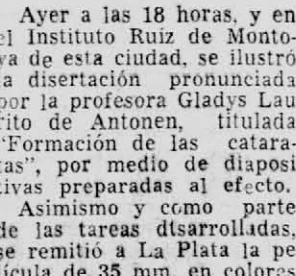 Ayer a las 18 horas, y en
el Instituto Ruiz de Monto-
ya de esta ciudad, se ilustró
a disertación pronunciada
por la profesora Gladys Lau
rito de Antonen, titulada
"Formación de las catara-
tas", por medio de diaposi
tivas preparadas al efecto.
Asimismo y como parte
de las tareas dtsarrolladas,
se remitió a La Plata la pe
lícula de 35 mm. en colores